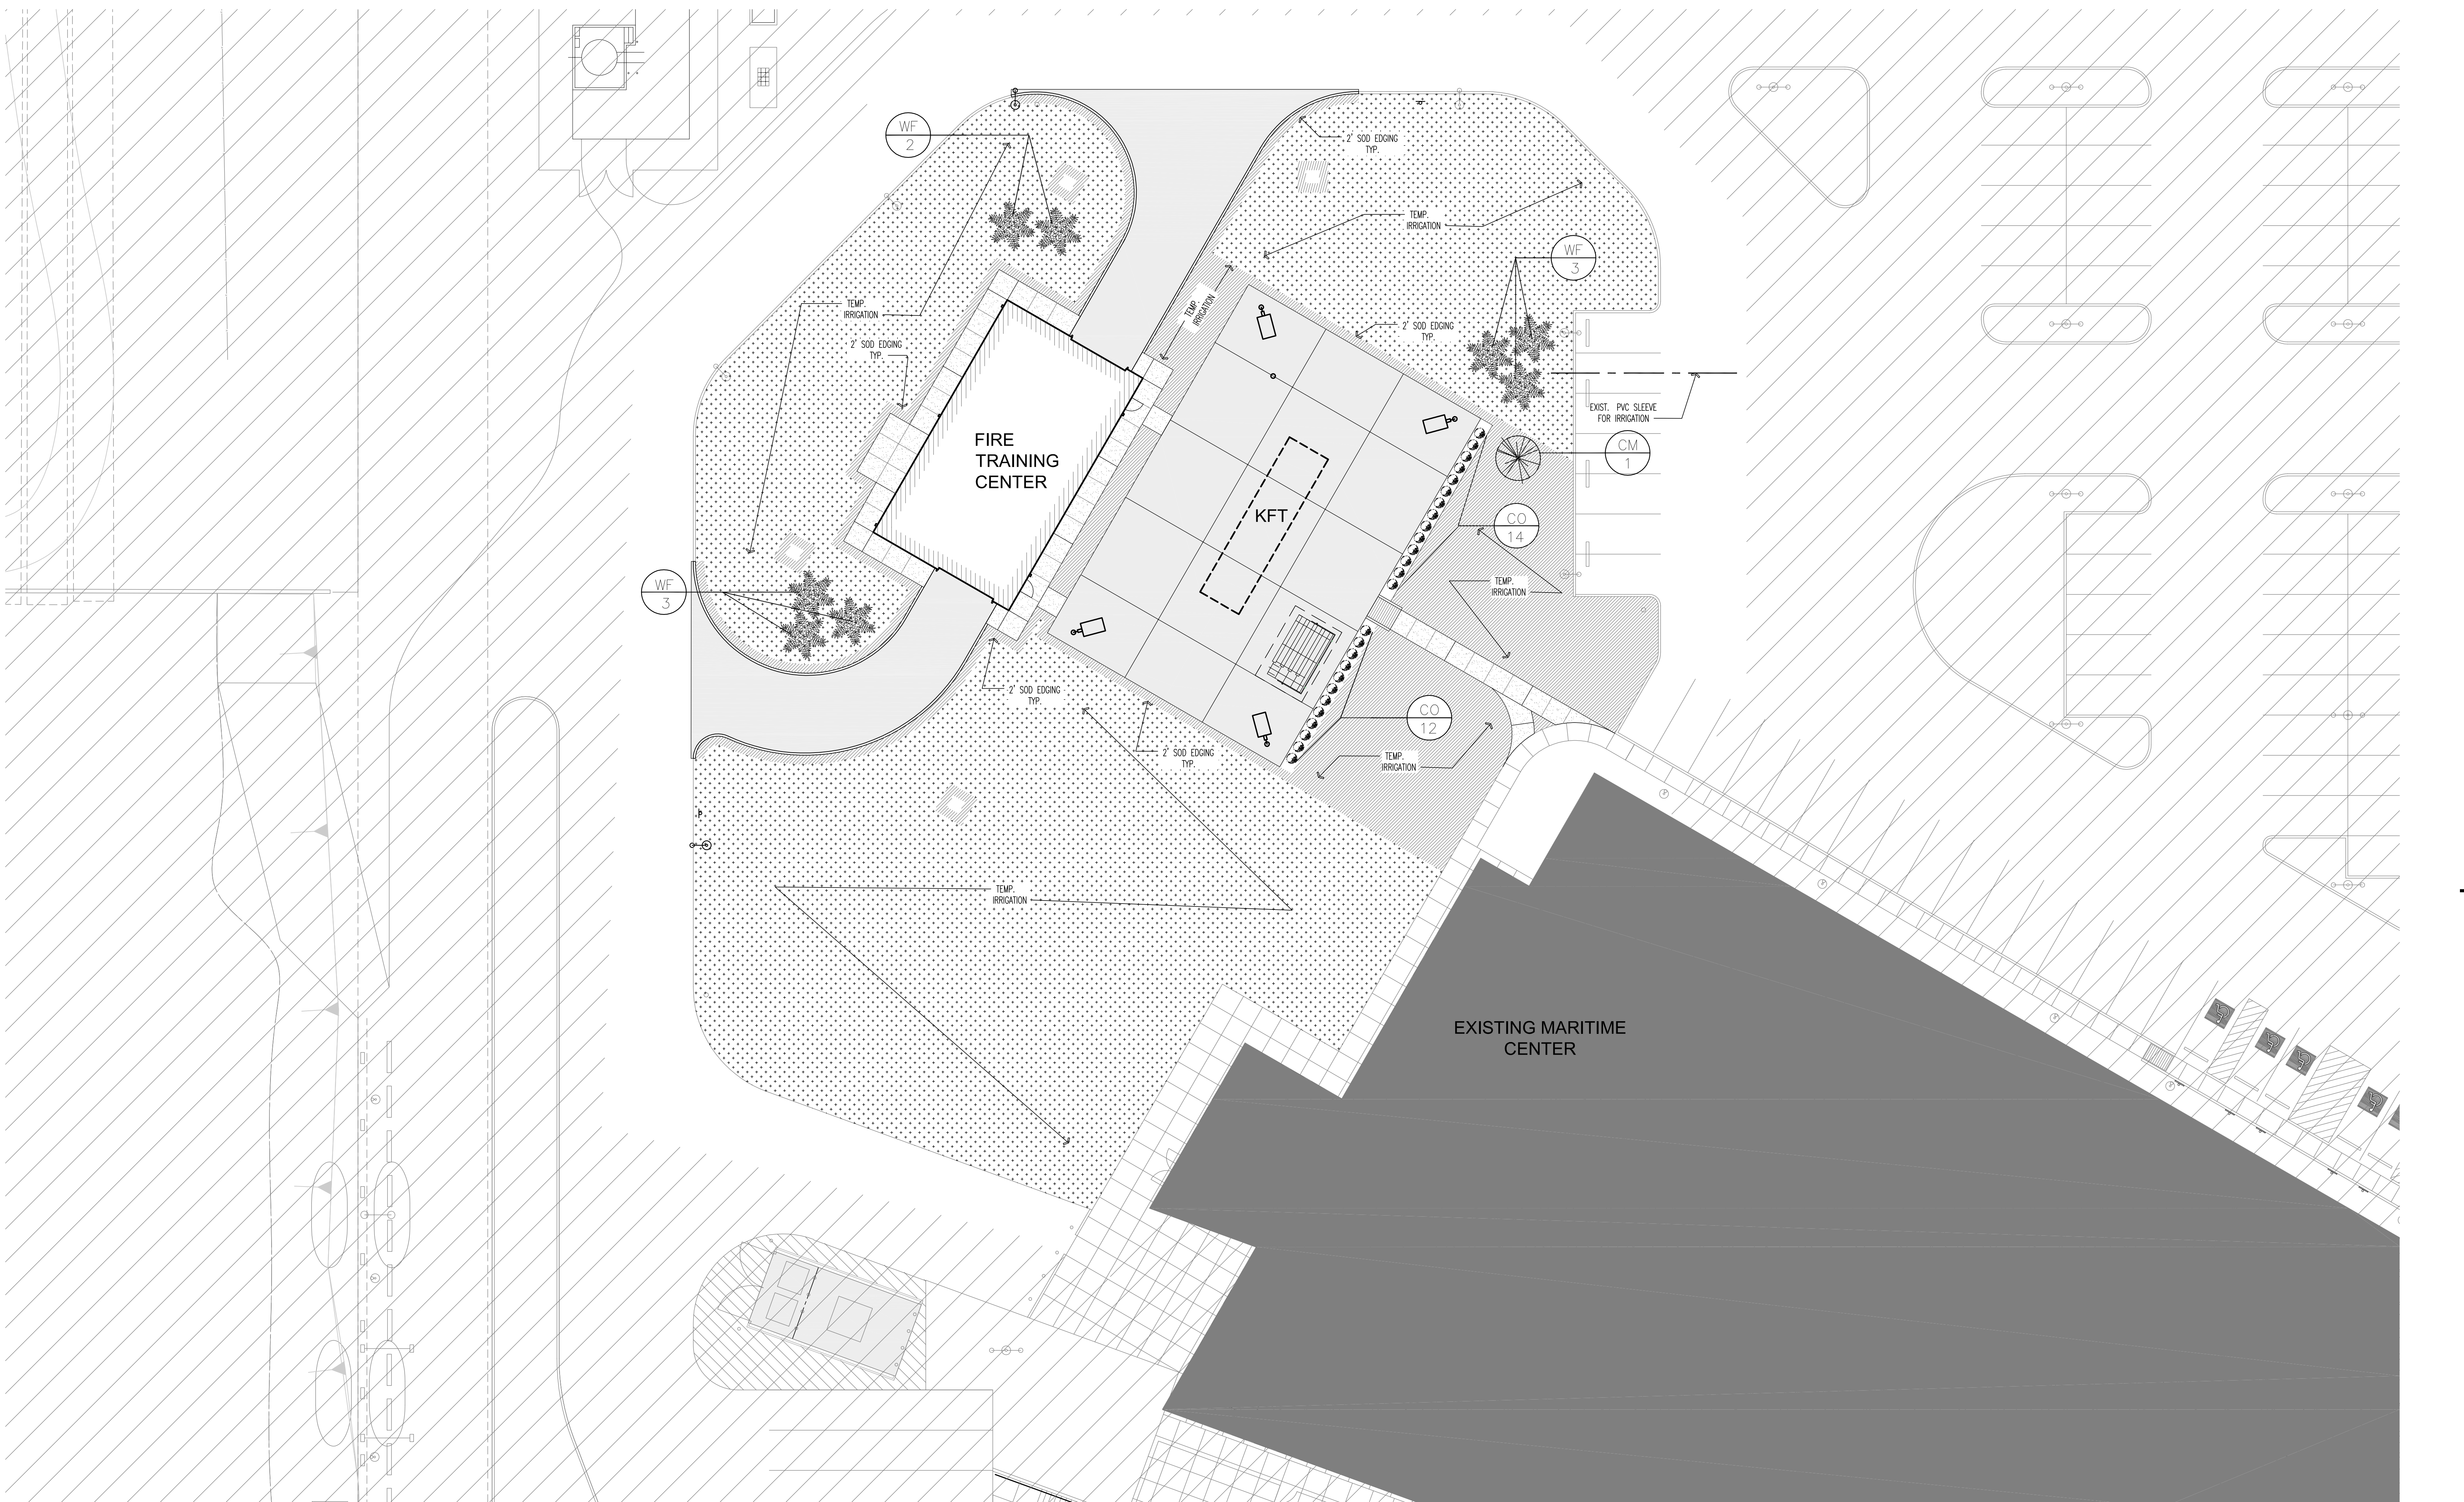 WF
2
2' SOD EDGING
TYP.
TEMP.
IRRIGATION
WF
3
TEMP.
IRRIGATION
TEMP.
IRRIGATION
2' SOD EDGING
TYP.
2' SOD EDGING
TYP.
EXIST. PVC SLEEVE
FOR IRRIGATION
FIRE
TRAINING
CENTER
CM
1
KFT
CO
14
WF
3
TEMP.
IRRIGATION
2' SOD EDGING
TYP.
CO
12
2' SOD EDGING
TYP.
TEMP.
IRRIGATION
TEMP.
IRRIGATION
EXISTING MARITIME
CENTER